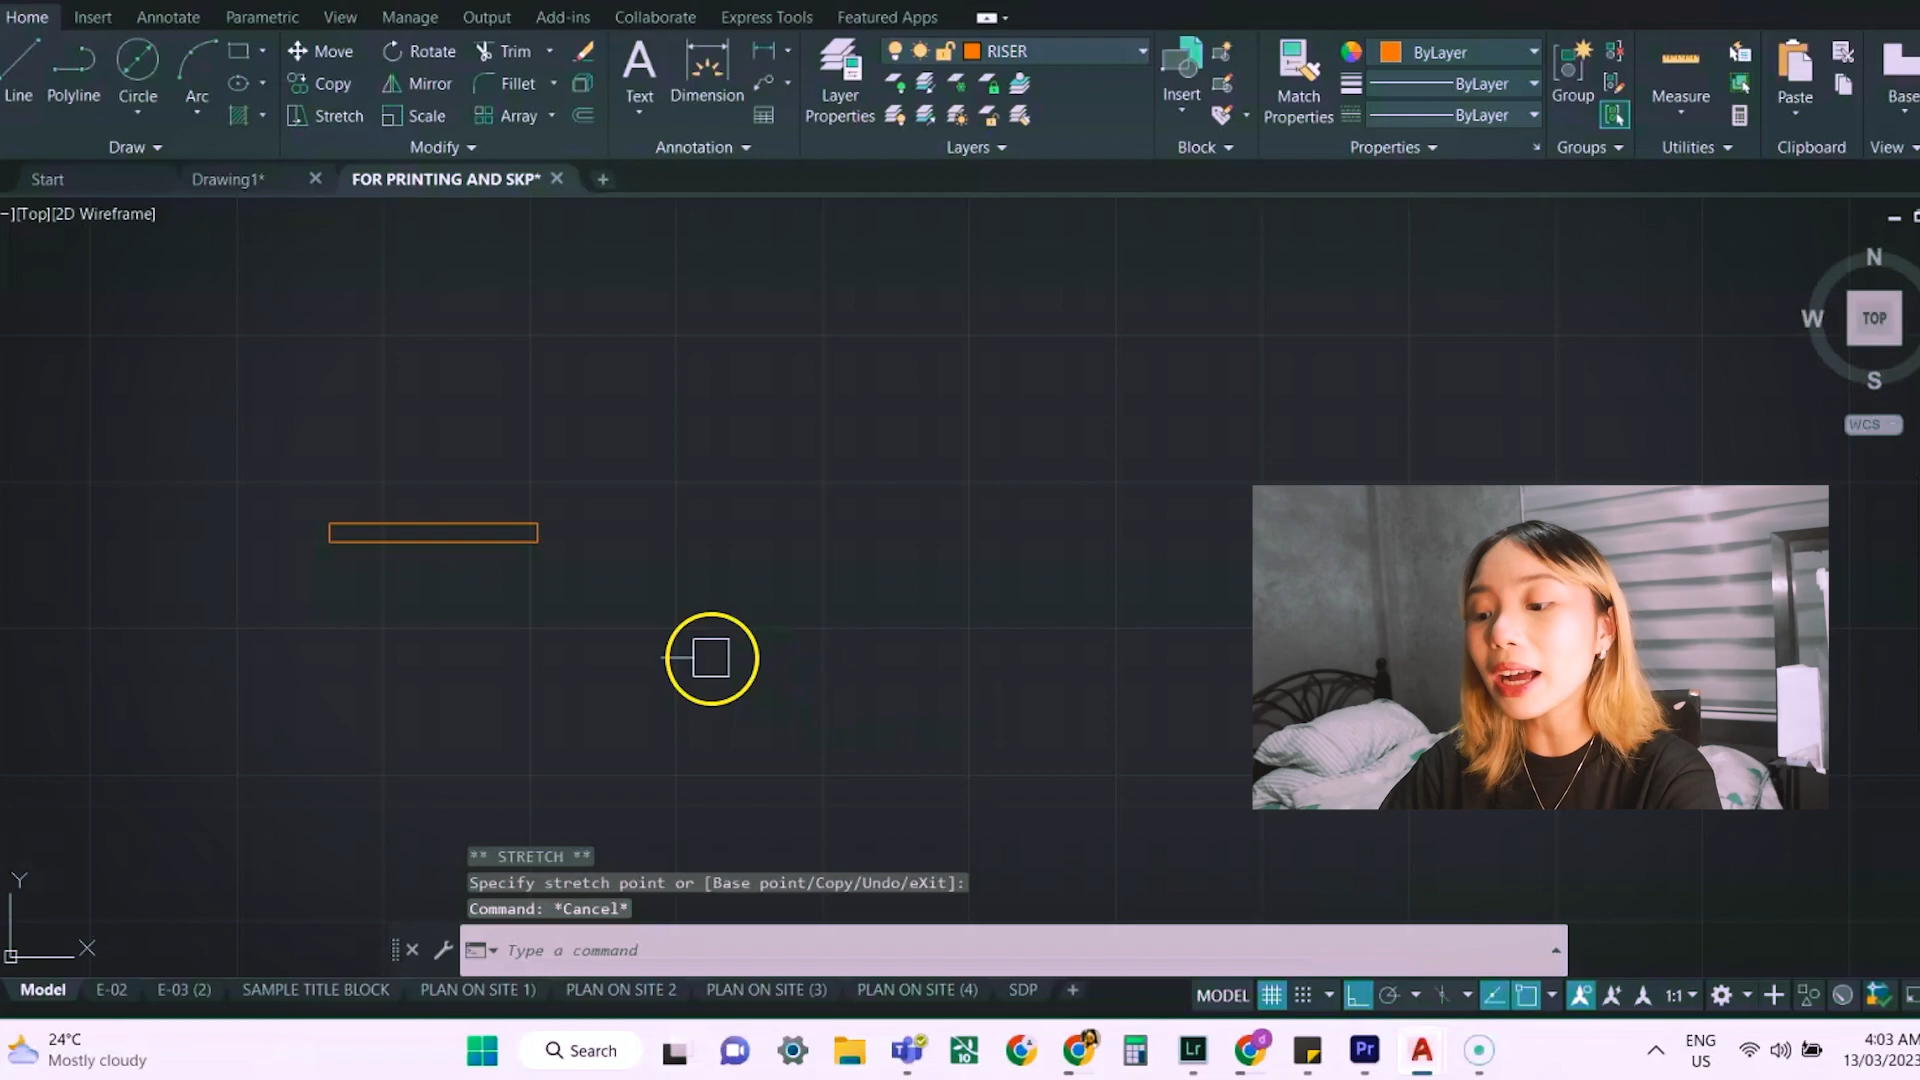 Home Insert Annotate Parametric View Manage Output Add-ins Collaborate Express Tools Featured Apps
Line Polyline Circle Arc
Move Rotate Trim
Copy Mirror Fillet
Stretch Scale Array
Text Dimension
Layer Properties
RISER
Insert
Match Properties
ByLayer
ByLayer
ByLayer
Group Measure Paste Base
Draw Modify Annotation Layers Block Properties Groups Utilities Clipboard View
Start Drawing1* FOR PRINTING AND SKP*
[Top][2D Wireframe]
N
W TOP
S
WCS
Y
X
** STRETCH **
Specify stretch point or [Base point/Copy/Undo/eXit]:
Command: *Cancel*
Type a command
Model E-02 E-03 (2) SAMPLE TITLE BLOCK PLAN ON SITE 1) PLAN ON SITE 2 PLAN ON SITE (3) PLAN ON SITE (4) SDP
MODEL 1:1
24°C
Mostly cloudy
Search
10
Lr
d
Pr
A
ENG
US
4:03 AM
13/03/2023